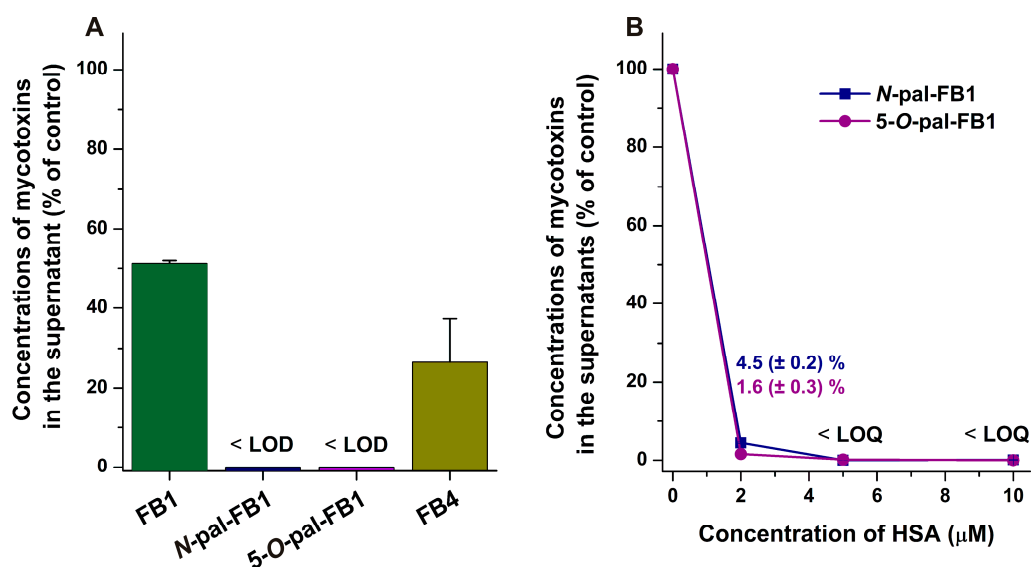 A
Concentrations of mycotoxins
in the supernatant (% of control)
100
80
60
40
20
0
< LOD
< LOD
FB1
N-pal-FB1
5-O-pal-FB1
FB4
B
Concentrations of mycotoxins
in the supernatants (% of control)
100
80
60
40
20
0
N-pal-FB1
5-O-pal-FB1
4.5 (± 0.2) %
1.6 (± 0.3) %
< LOQ
< LOQ
0
2
4
6
8
10
Concentration of HSA (μM)